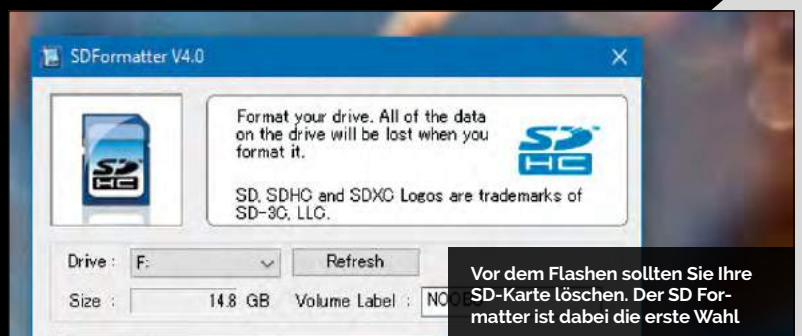 SDFormatter V4.0
Format your drive. All of the data
on the drive will be lost when you
format it.
SD, SDHC and SDXC Logos are trademarks of
SD-3C, LLC.
SD
HC
SD
HC
Drive : F: Refresh
Size : 14.8 GB Volume Label :
Vor dem Flashen sollten Sie Ihre
SD-Karte löschen. Der SD For-
matter ist dabei die erste Wahl